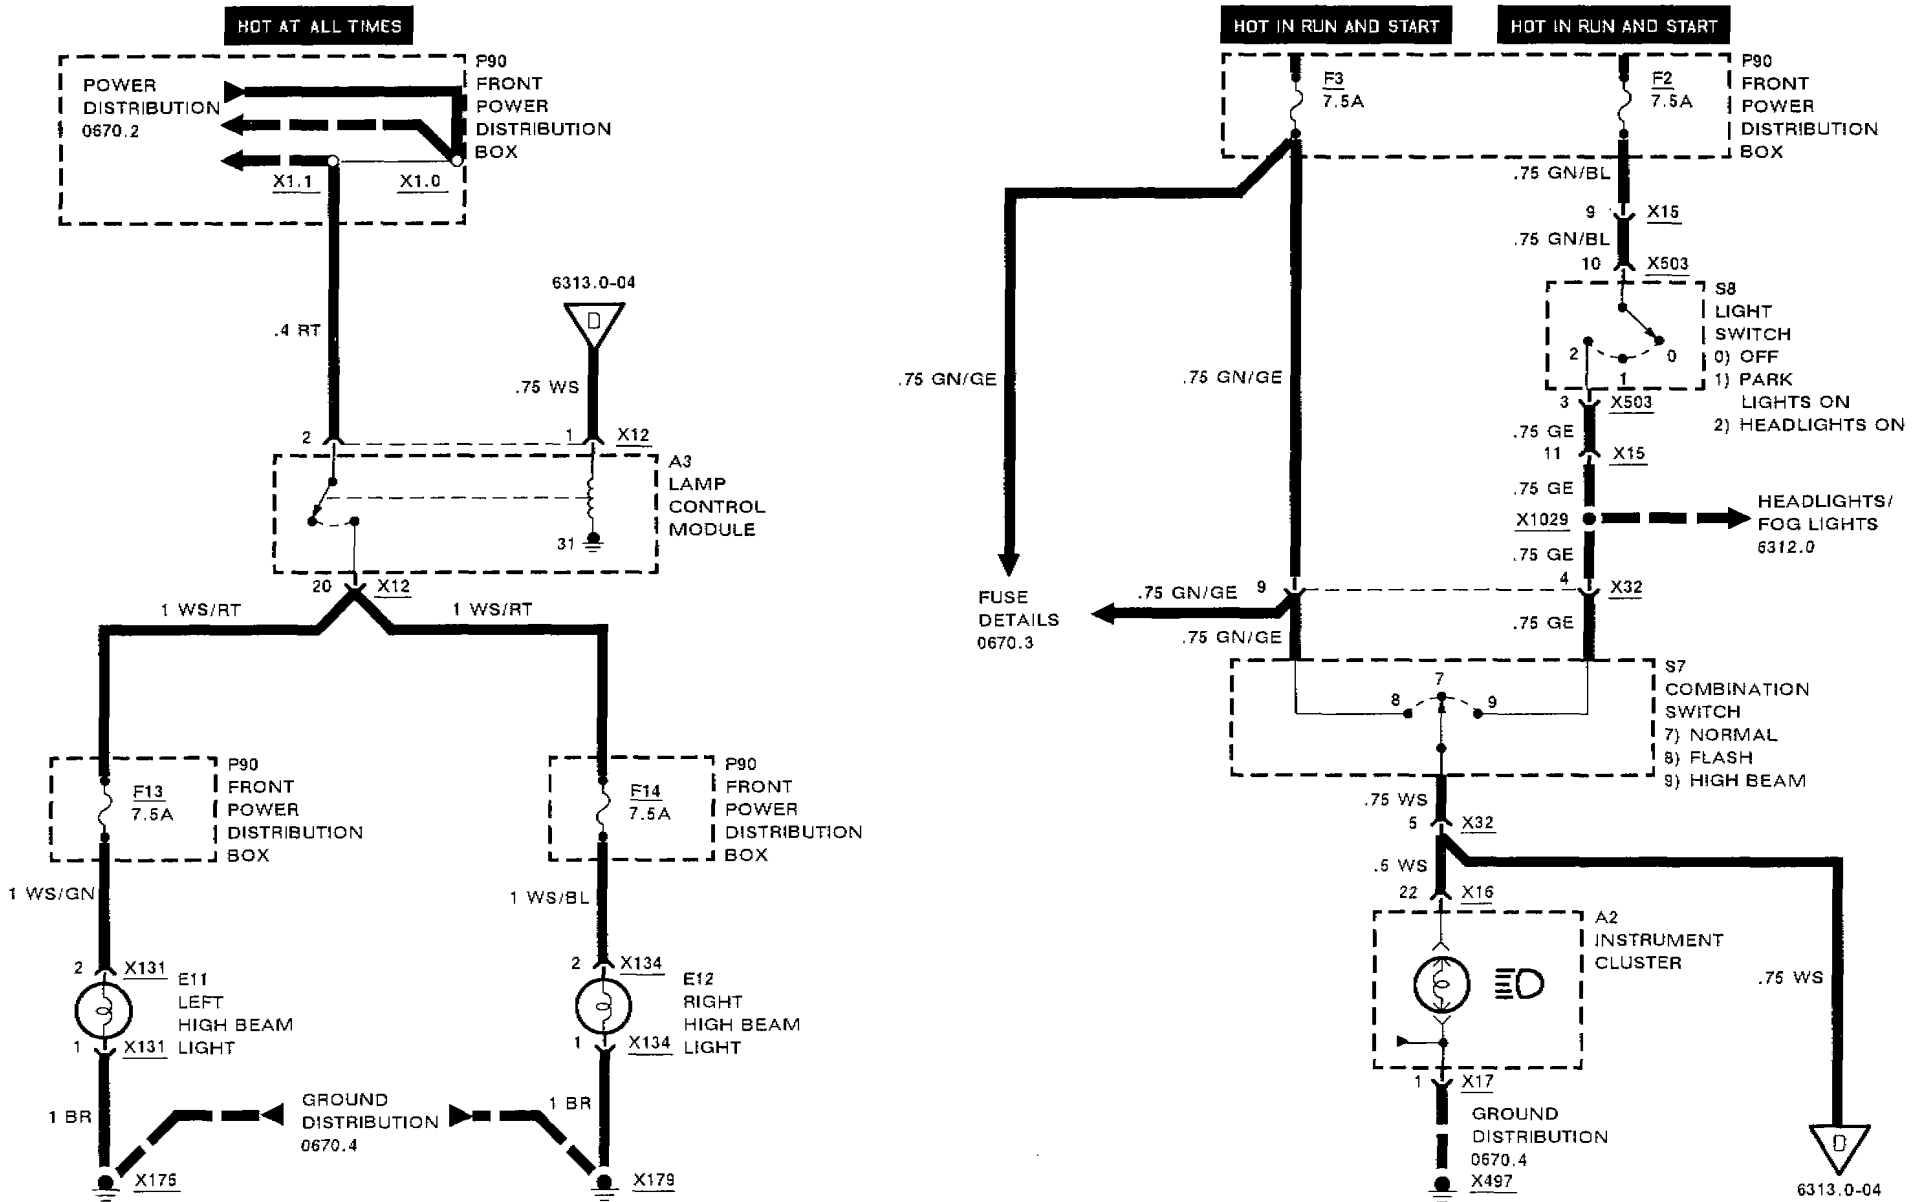 HOT AT ALL TIMES
POWER
DISTRIBUTION
0670.2
X1.1
X1.0
P90
FRONT
POWER
DISTRIBUTION
BOX
.4 RT
6313.0-04
D
.75 WS
2
1
X12
A3
LAMP
CONTROL
MODULE
31
20
X12
1 WS/RT
1 WS/RT
F13
7.5A
P90
FRONT
POWER
DISTRIBUTION
BOX
F14
7.5A
P90
FRONT
POWER
DISTRIBUTION
BOX
1 WS/GN
1 WS/BL
2
X131
E11
LEFT
HIGH BEAM
LIGHT
1
X131
2
X134
E12
RIGHT
HIGH BEAM
LIGHT
1
X134
1 BR
GROUND
DISTRIBUTION
0670.4
1 BR
X175
X179
HOT IN RUN AND START
HOT IN RUN AND START
F3
7.5A
F2
7.5A
P90
FRONT
POWER
DISTRIBUTION
BOX
.75 GN/BL
9
X15
.75 GN/BL
10
X503
S8
LIGHT
SWITCH
0) OFF
1) PARK
LIGHTS ON
2) HEADLIGHTS ON
2
0
1
3
X503
.75 GN/GE
.75 GN/GE
.75 GE
11
X15
.75 GE
X1029
HEADLIGHTS/
FOG LIGHTS
6312.0
.75 GE
4
X32
FUSE
DETAILS
0670.3
.75 GN/GE
9
.75 GN/GE
.75 GE
S7
COMBINATION
SWITCH
7) NORMAL
8) FLASH
9) HIGH BEAM
7
8
9
.75 WS
5
X32
.5 WS
22
X16
A2
INSTRUMENT
CLUSTER
.75 WS
1
X17
GROUND
DISTRIBUTION
0670.4
X497
D
6313.0-04